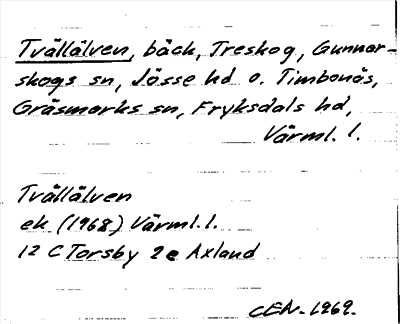 Tvällälven, bäck, Treskog, Gunnar-
skogs sn, Jösse hd o. Timbonäs,
Gräsmarks sn, Fryksdals hd,
Värml. l.
Tvällälven
ek (1968) Värml. l.
12 C Torsby 2e Axland
CEN. 1969.